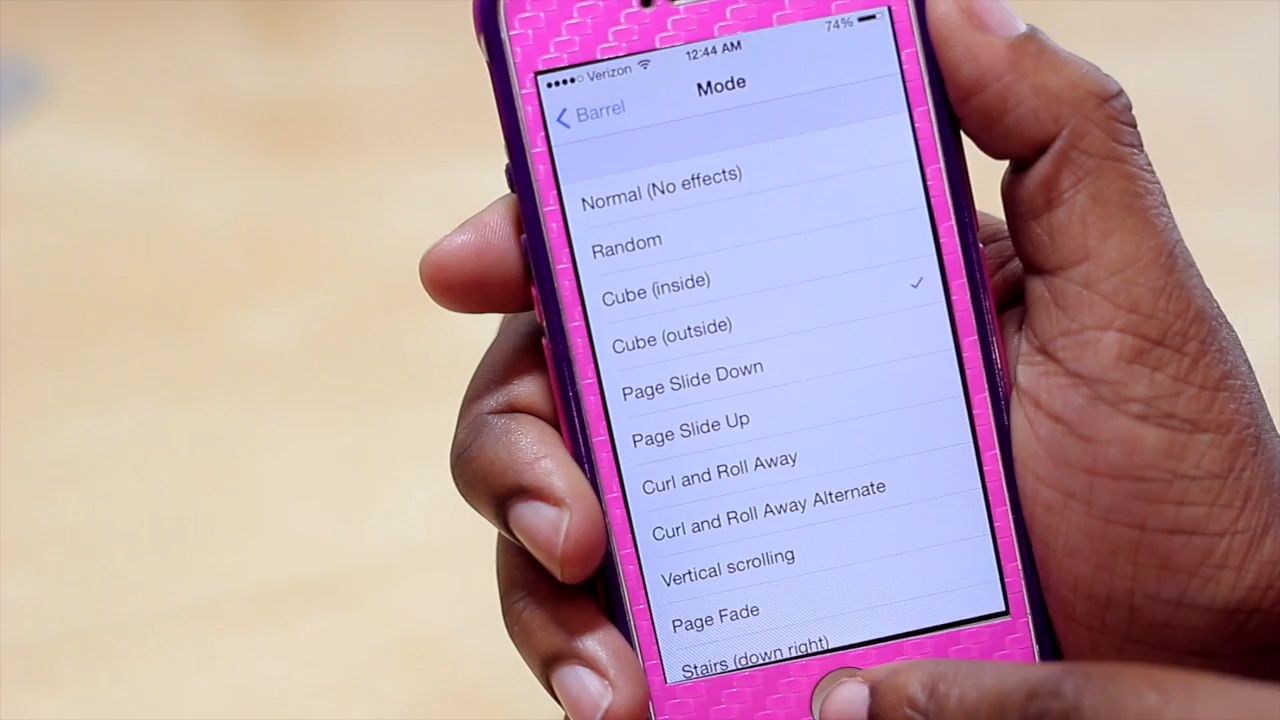 Verizon 12:44 AM 74%
Barrel Mode
Normal (No effects)
Random
Cube (inside)
Cube (outside)
Page Slide Down
Page Slide Up
Curl and Roll Away
Curl and Roll Away Alternate
Vertical scrolling
Page Fade
Stairs (down right)